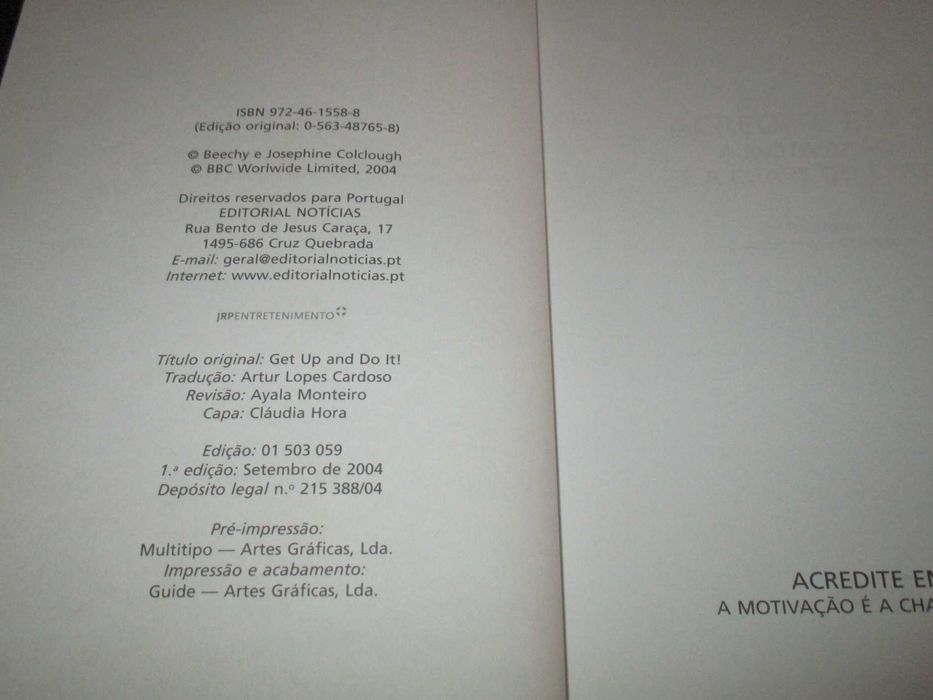 ISBN 972-46-1558-8
(Edição original: 0-563-48765-8)
© Beechy e Josephine Colclough
© BBC Worlwide Limited, 2004
Direitos reservados para Portugal
EDITORIAL NOTÍCIAS
Rua Bento de Jesus Caraça, 17
1495-686 Cruz Quebrada
E-mail: geral@editorialnoticias.pt
Internet: www.editorialnoticias.pt
JRPENTRETENIMENTO
Título original: Get Up and Do It!
Tradução: Artur Lopes Cardoso
Revisão: Ayala Monteiro
Capa: Cláudia Hora
Edição: 01 503 059
1.ª edição: Setembro de 2004
Depósito legal n.º 215 388/04
Pré-impressão:
Multitipo — Artes Gráficas, Lda.
Impressão e acabamento:
Guide — Artes Gráficas, Lda.
ACREDITE
A MOTIVAÇÃO É A CHA